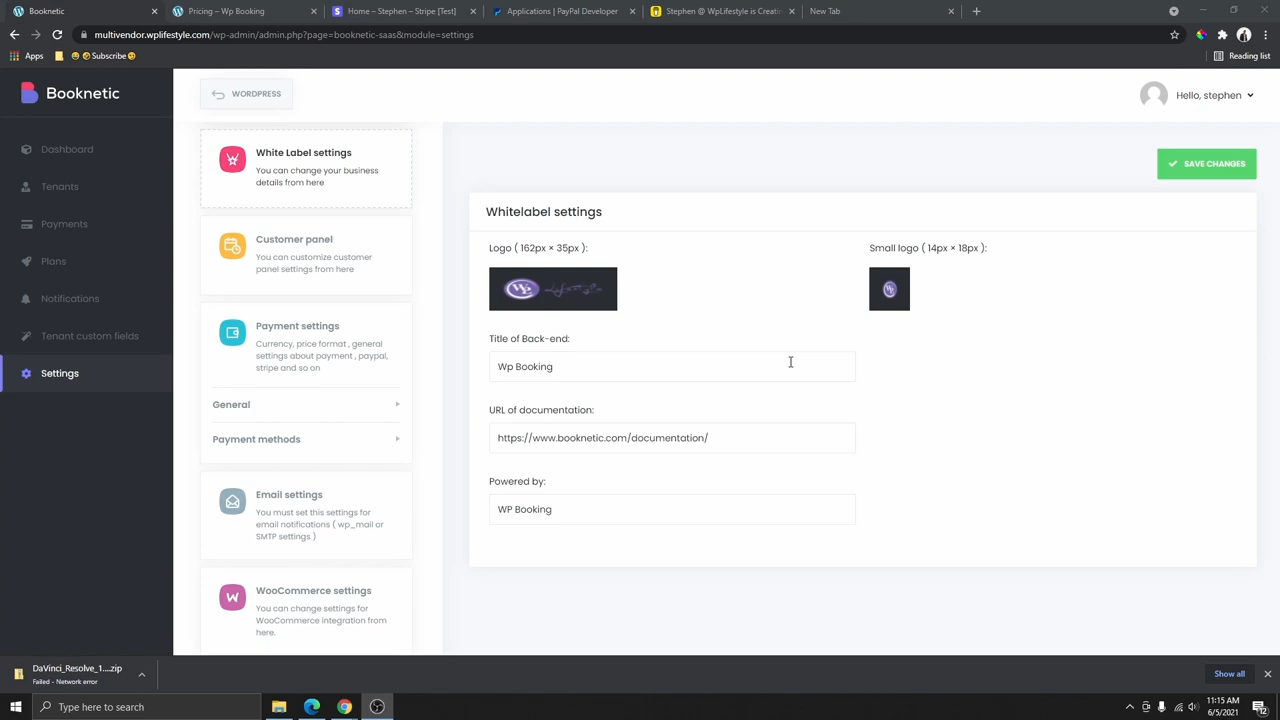 Booknetic
Pricing – Wp Booking
Home – Stephen – Stripe [Test]
Applications | PayPal Developer
Stephen @ WpLifestyle is Creatin
New Tab
multivendor.wplifestyle.com/wp-admin/admin.php?page=booknetic-saas&module=settings
Apps
Subscribe
Reading list
Booknetic
WORDPRESS
Hello, stephen
Dashboard
Tenants
Payments
Plans
Notifications
Tenant custom fields
Settings
White Label settings
You can change your business
details from here
Customer panel
You can customize customer
panel settings from here
Payment settings
Currency, price format , general
settings about payment , paypal,
stripe and so on
General
Payment methods
Email settings
You must set this settings for
email notifications ( wp_mail or
SMTP settings )
WooCommerce settings
You can change settings for
WooCommerce integration from
here.
SAVE CHANGES
Whitelabel settings
Logo ( 162px × 35px ):
Small logo ( 14px × 18px ):
Title of Back-end:
Wp Booking
URL of documentation:
https://www.booknetic.com/documentation/
Powered by:
WP Booking
DaVinci_Resolve_1....zip
Failed - Network error
Show all
Type here to search
11:15 AM
6/5/2021
12